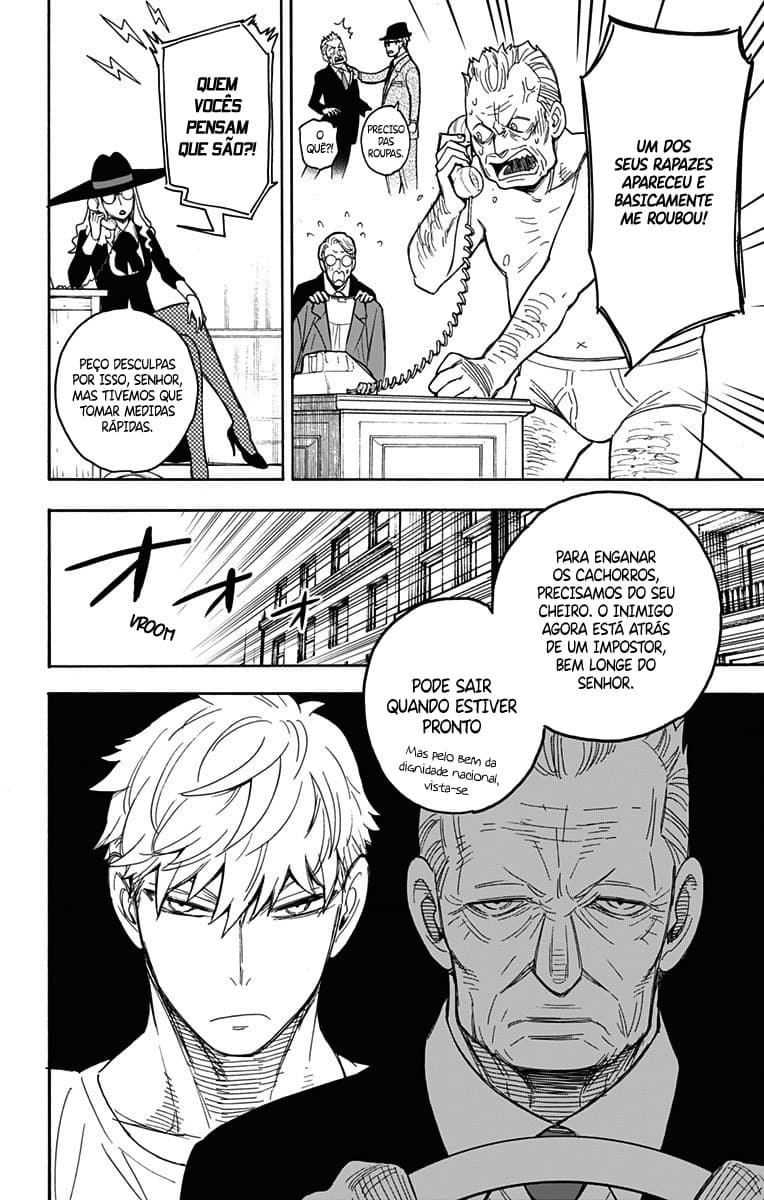 UM DOS
SEUS RAPAZES
APARECEU E
BASICAMENTE
ME ROUBOU!
PRECISO
DAS
ROUPAS.
O
QUÊ?!
QUEM
VOCÊS
PENSAM
QUE SÃO?!
PEÇO DESCULPAS
POR ISSO, SENHOR,
MAS TIVEMOS QUE
TOMAR MEDIDAS
RÁPIDAS.
VROOM
PARA ENGANAR
OS CACHORROS,
PRECISAMOS DO SEU
CHEIRO. O INIMIGO
AGORA ESTÁ ATRÁS
DE UM IMPOSTOR,
BEM LONGE DO
SENHOR.
PODE SAIR
QUANDO ESTIVER
PRONTO
Mas pelo bem da
dignidade nacional,
vista-se